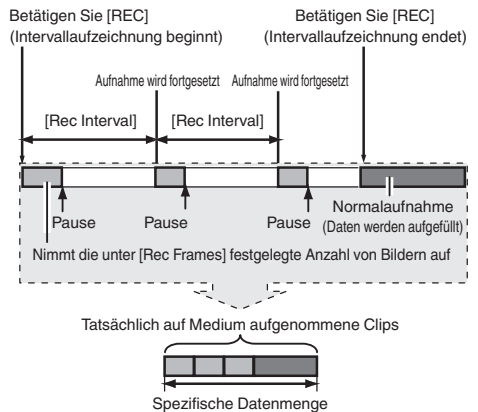 Betätigen Sie [REC]
(Intervallaufzeichnung beginnt)
Betätigen Sie [REC]
(Intervallaufzeichnung endet)
Aufnahme wird fortgesetzt
Aufnahme wird fortgesetzt
[Rec Interval]
[Rec Interval]
Pause
Pause
Pause
Normalaufnahme
(Daten werden aufgefüllt)
Nimmt die unter [Rec Frames] festgelegte Anzahl von Bildern auf
Tatsächlich auf Medium aufgenommene Clips
Spezifische Datenmenge